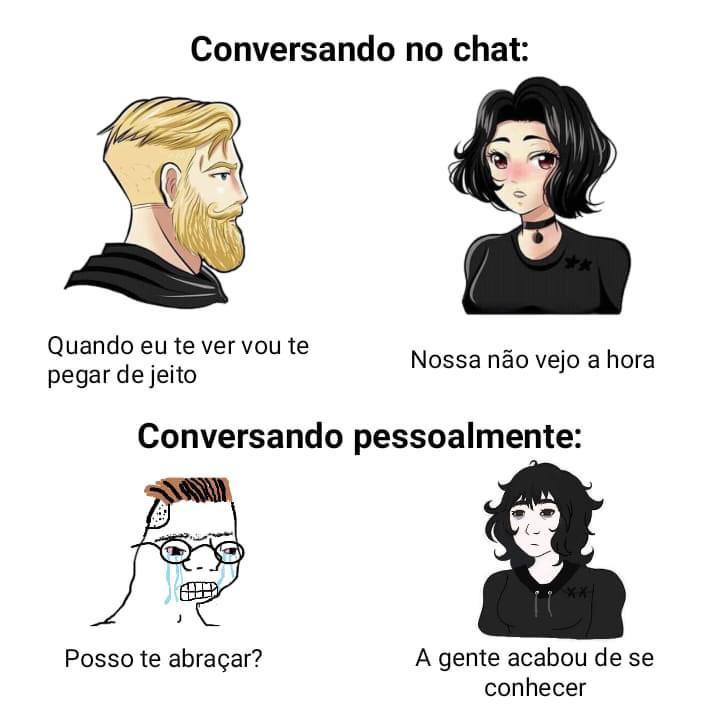 Conversando no chat:
Quando eu te ver vou te
pegar de jeito
Nossa não vejo a hora
Conversando pessoalmente:
Posso te abraçar?
A gente acabou de se
conhecer